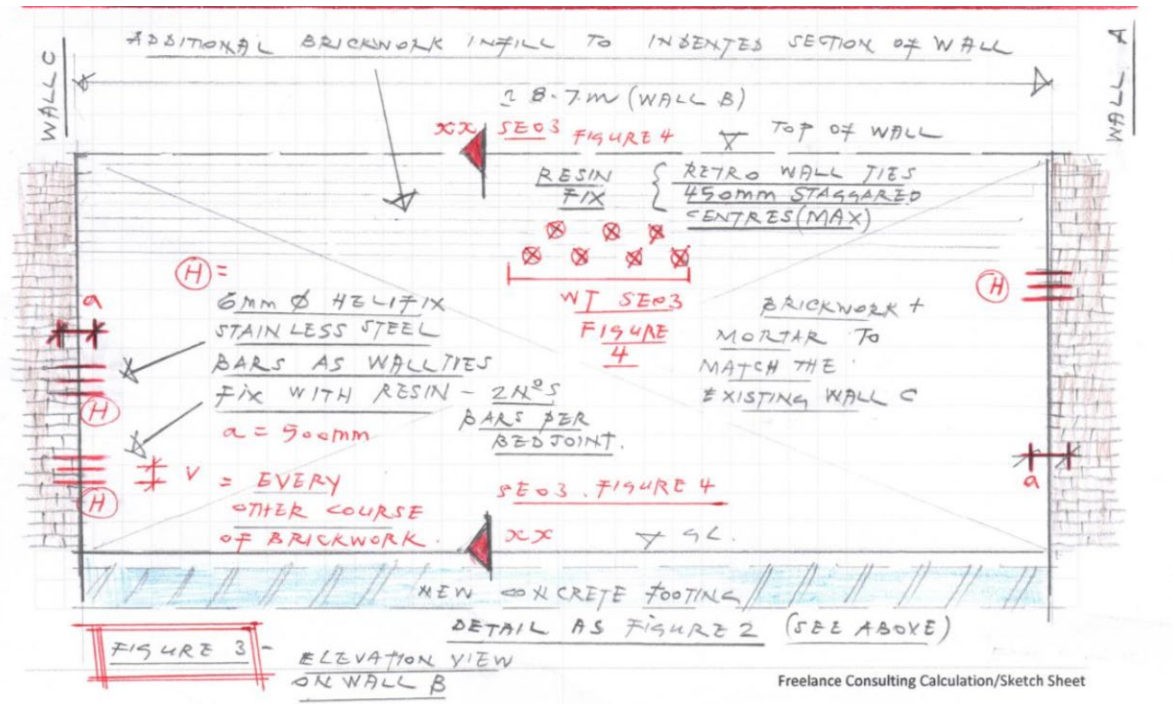 ADDITIONAL BRICKWORK INFILL TO INDENTED SECTION OF WALL
WALL C
WALL A
8.7m (WALL B)
xx SE03 FIGURE 4
TOP OF WALL
RESIN FIX
RETRO WALL TIES
450mm STAGGARED
CENTRES (MAX)
H =
6mm Ø HELIFIX
STAINLESS STEEL
BARS AS WALLTIES
FIX WITH RESIN - 2NºS
BARS PER
BEDJOINT.
a = 500mm
WT SE03
FIGURE
4
BRICKWORK +
MORTAR TO
MATCH THE
EXISTING WALL C
H
a
H
H
a
V = EVERY
OTHER COURSE
OF BRICKWORK.
SE03. FIGURE 4
xx
GL.
NEW CONCRETE FOOTING
DETAIL AS FIGURE 2 (SEE ABOVE)
FIGURE 3 -
ELEVATION VIEW
ON WALL B
Freelance Consulting Calculation/Sketch Sheet